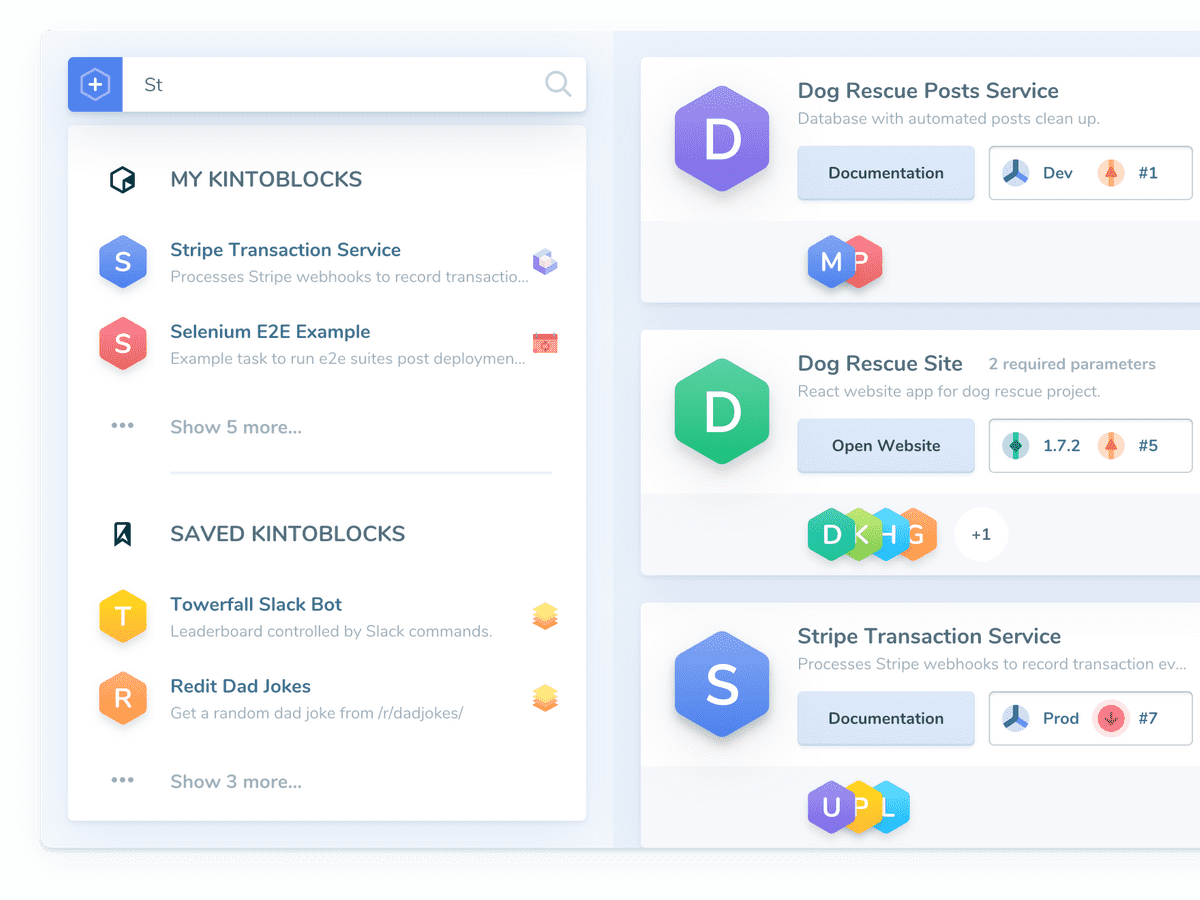 St
MY KINTOBLOCKS
S
Stripe Transaction Service
Processes Stripe webhooks to record transactio...
S
Selenium E2E Example
Example task to run e2e suites post deploymen...
Show 5 more...
SAVED KINTOBLOCKS
T
Towerfall Slack Bot
Leaderboard controlled by Slack commands.
R
Redit Dad Jokes
Get a random dad joke from /r/dadjokes/
Show 3 more...
D
Dog Rescue Posts Service
Database with automated posts clean up.
Documentation
Dev #1
M P
D
Dog Rescue Site 2 required parameters
React website app for dog rescue project.
Open Website
1.7.2 #5
D K H G +1
S
Stripe Transaction Service
Processes Stripe webhooks to record transaction ev...
Documentation
Prod #7
U P L